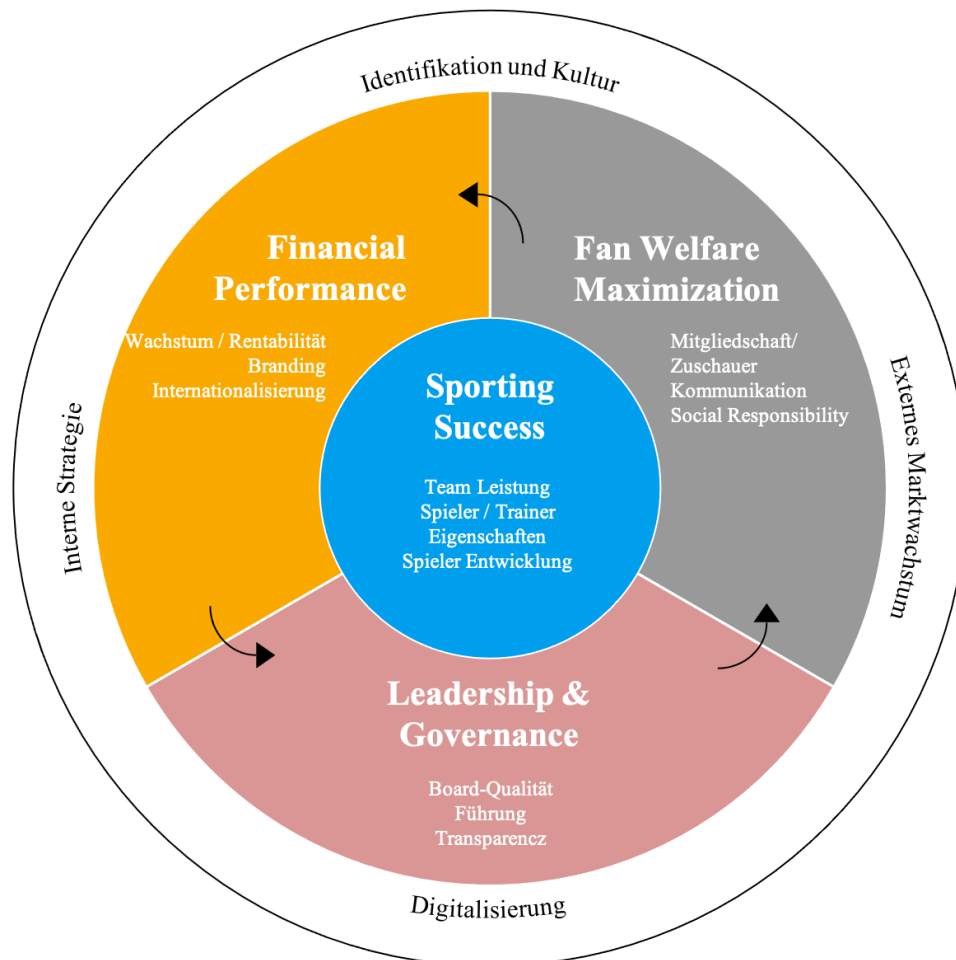 Identifikation und Kultur
Financial
Performance
Wachstum / Rentabilität
Branding
Internationalisierung
Fan Welfare
Maximization
Mitgliedschaft/
Zuschauer
Kommunikation
Social Responsibility
Sporting
Success
Team Leistung
Spieler / Trainer
Eigenschaften
Spieler Entwicklung
Interne Strategie
Externes Marktwachstum
Leadership &
Governance
Board-Qualität
Führung
Transparencz
Digitalisierung